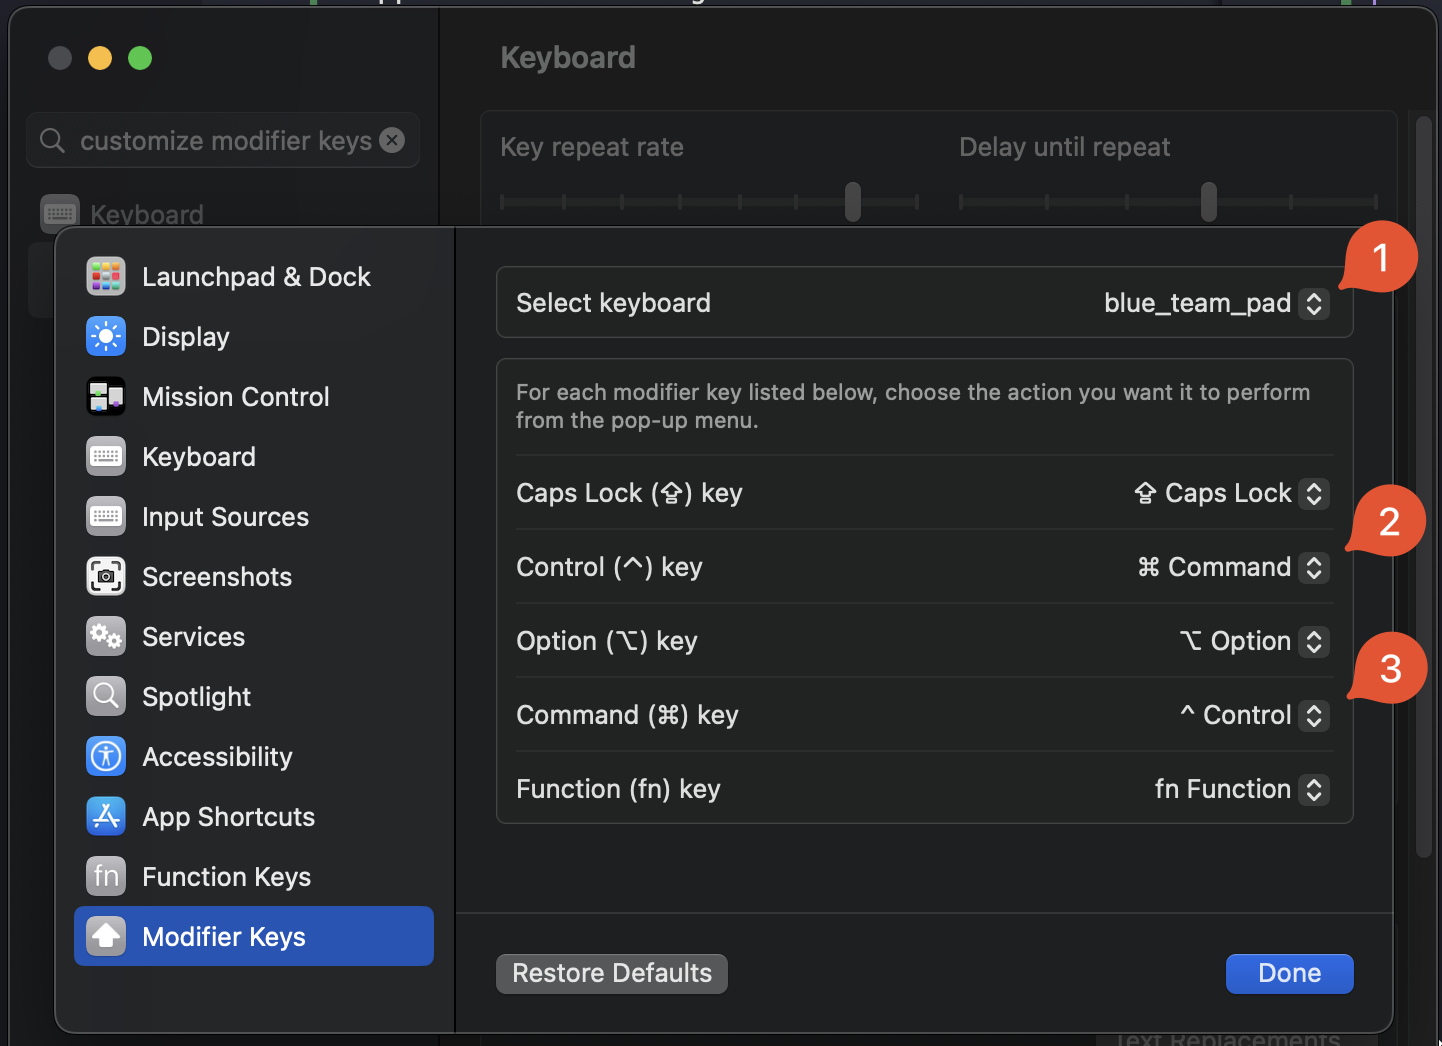 Keyboard
customize modifier keys
Keyboard
Key repeat rate
Delay until repeat
Launchpad & Dock
Display
Mission Control
Keyboard
Input Sources
Screenshots
Services
Spotlight
Accessibility
App Shortcuts
fn Function Keys
Modifier Keys
1
Select keyboard blue_team_pad
For each modifier key listed below, choose the action you want it to perform
from the pop-up menu.
Caps Lock (⇪) key ⇪ Caps Lock
2
Control (^) key ⌘ Command
Option (⌥) key ⌥ Option
3
Command (⌘) key ^ Control
Function (fn) key fn Function
Restore Defaults
Done
Text Replacements